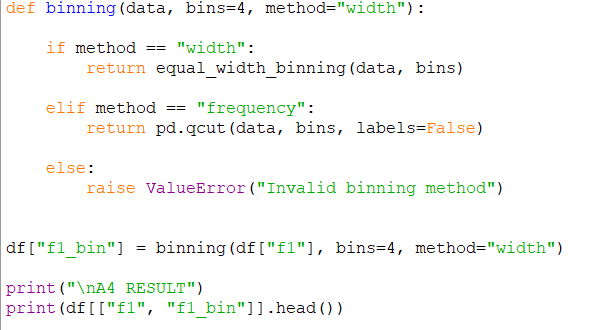 def binning(data, bins=4, method="width"):
    if method == "width":
        return equal_width_binning(data, bins)
    elif method == "frequency":
        return pd.qcut(data, bins, labels=False)
    else:
        raise ValueError("Invalid binning method")
df["f1_bin"] = binning(df["f1"], bins=4, method="width")
print("\nA4 RESULT")
print(df[["f1", "f1_bin"]].head())